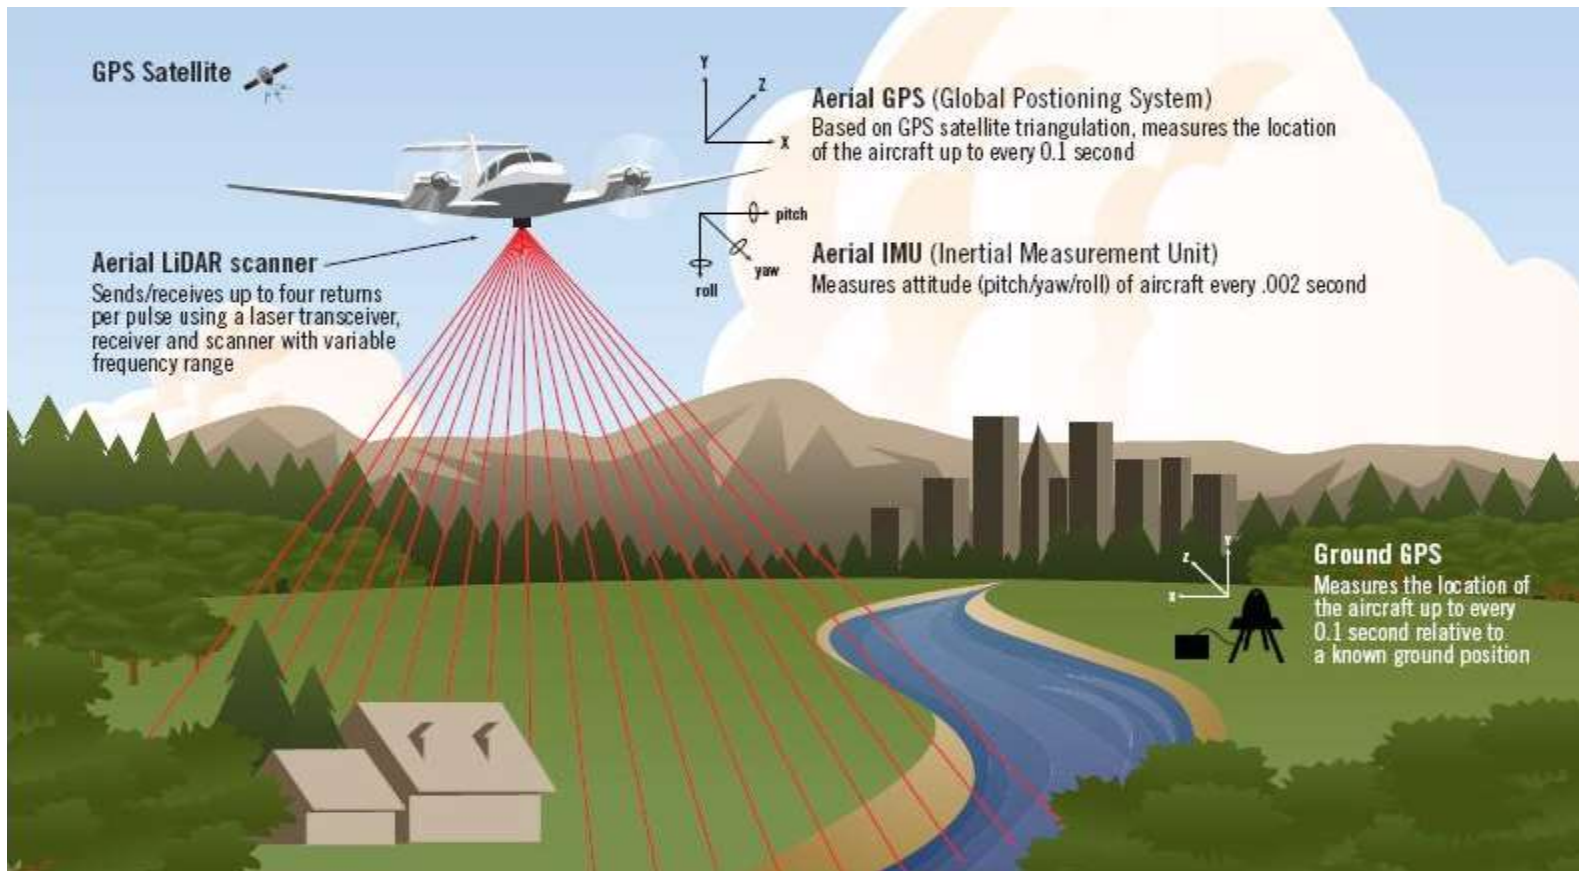 GPS Satellite
Y
Z
X
Aerial GPS (Global Postioning System)
Based on GPS satellite triangulation, measures the location
of the aircraft up to every 0.1 second
pitch
yaw
roll
Aerial IMU (Inertial Measurement Unit)
Measures attitude (pitch/yaw/roll) of aircraft every .002 second
Aerial LiDAR scanner
Sends/receives up to four returns
per pulse using a laser transceiver,
receiver and scanner with variable
frequency range
Y
Z
X
Ground GPS
Measures the location of
the aircraft up to every
0.1 second relative to
a known ground position